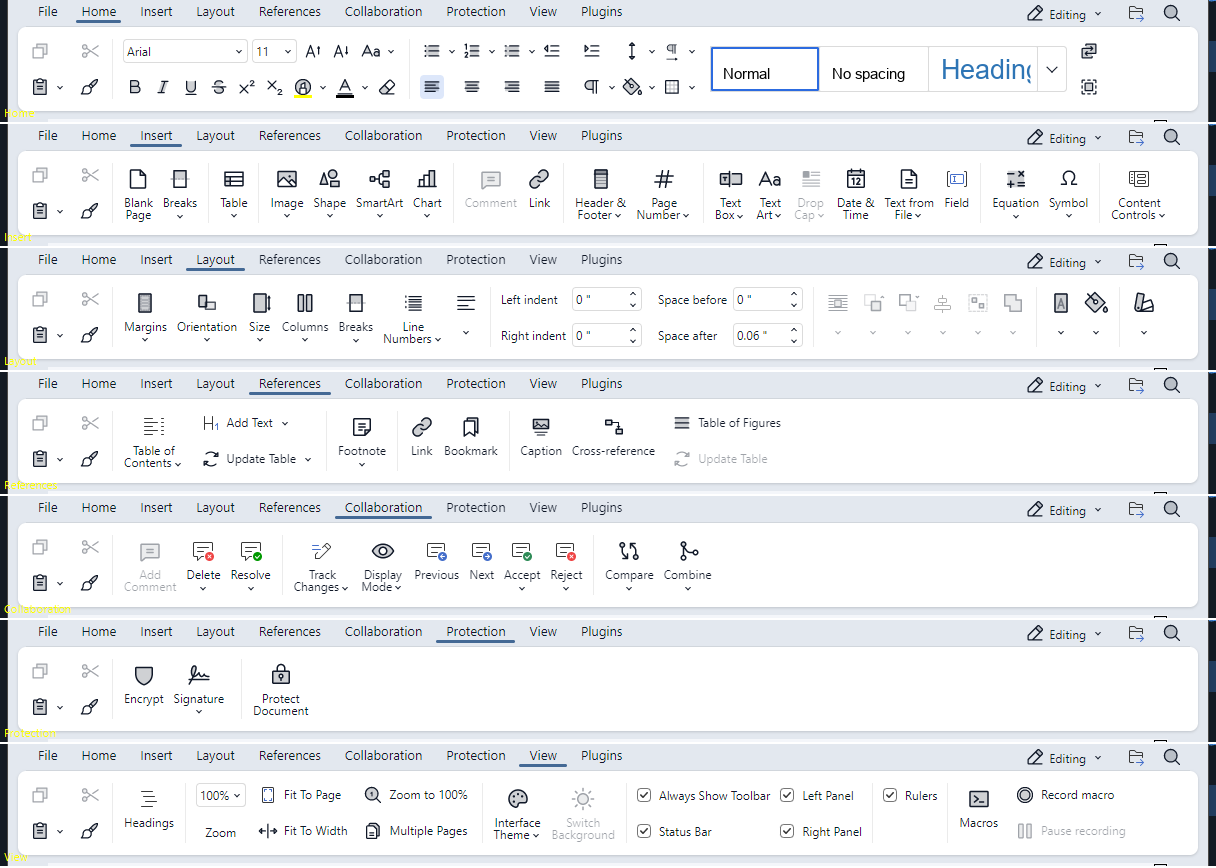 File Home Insert Layout References Collaboration Protection View Plugins Editing
Arial 11 Aa
B I U S X² X₂ A A Normal No spacing Heading
Home
File Home Insert Layout References Collaboration Protection View Plugins Editing
Blank Page Breaks Table Image Shape SmartArt Chart Comment Link Header & Footer Page Number Text Box Text Art Drop Cap Date & Time Text from File Field Equation Symbol Content Controls
Insert
File Home Insert Layout References Collaboration Protection View Plugins Editing
Left indent 0 " Space before 0 "
Margins Orientation Size Columns Breaks Line Numbers
Right indent 0 " Space after 0.06 "
Layout
File Home Insert Layout References Collaboration Protection View Plugins Editing
Add Text Table of Figures
Table of Contents Footnote Link Bookmark Caption Cross-reference
Update Table Update Table
References
File Home Insert Layout References Collaboration Protection View Plugins Editing
Add Comment Delete Resolve Track Changes Display Mode Previous Next Accept Reject Compare Combine
Collaboration
File Home Insert Layout References Collaboration Protection View Plugins Editing
Encrypt Signature Protect Document
Protection
File Home Insert Layout References Collaboration Protection View Plugins Editing
100% Fit To Page Zoom to 100% Always Show Toolbar Left Panel Rulers Record macro
Headings Interface Theme Switch Background Macros
Zoom Fit To Width Multiple Pages Status Bar Right Panel Pause recording
View